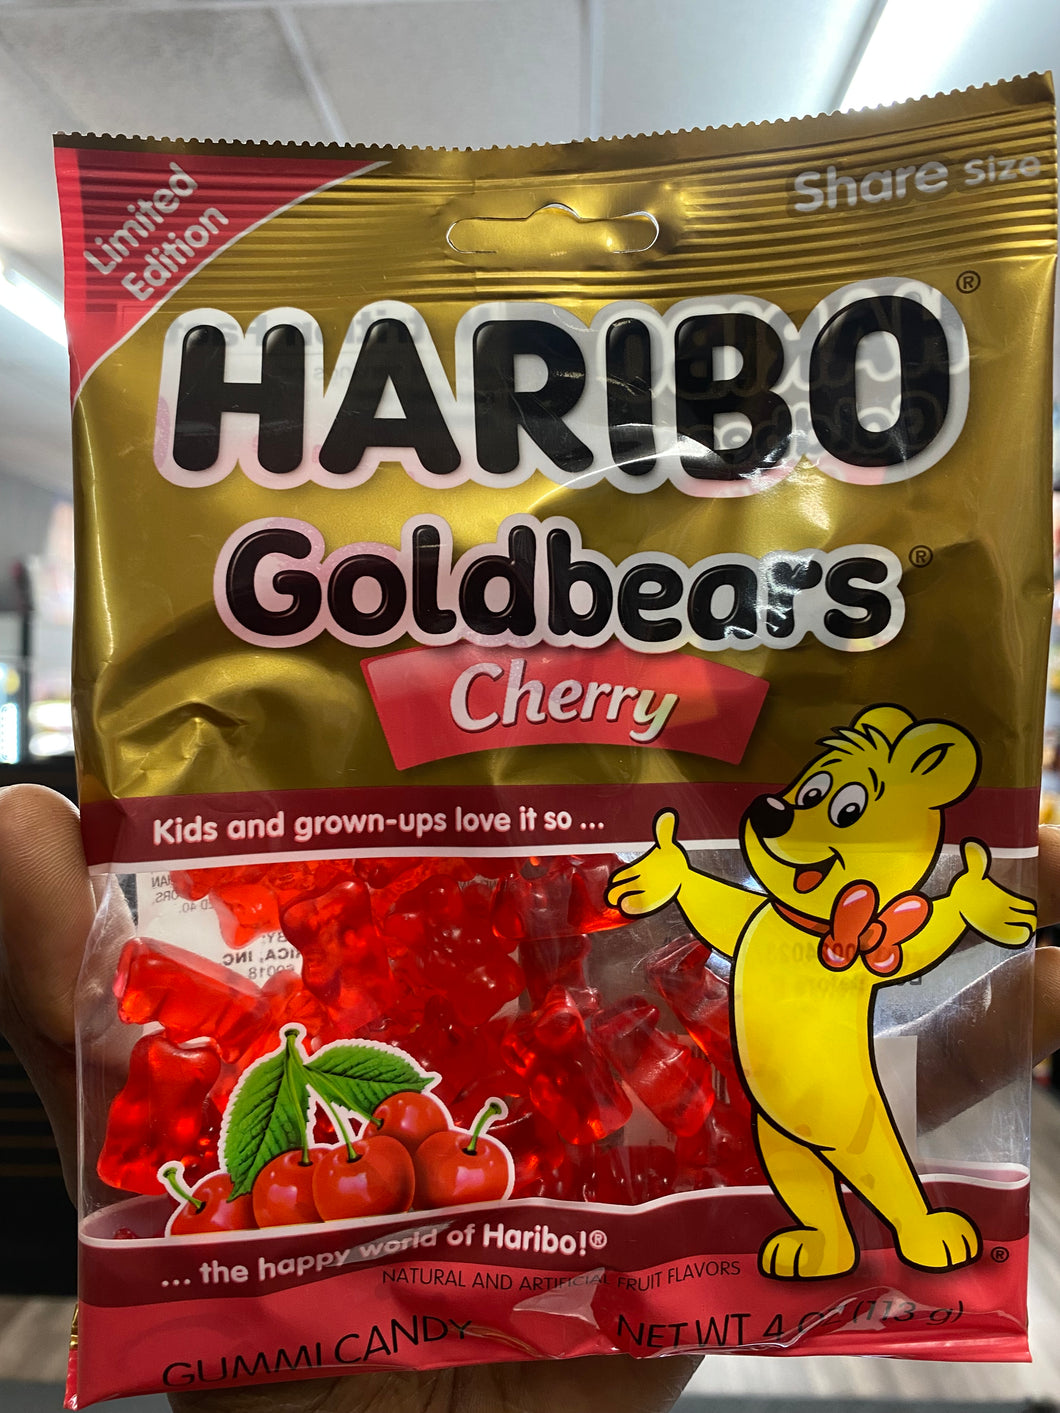 Limited
Edition
Share size
HARIBO®
Goldbears®
Cherry
Kids and grown-ups love it so ...
... the happy world of Haribo!®
®
NATURAL AND ARTIFICIAL FRUIT FLAVORS
GUMMI CANDY
NET WT 4 OZ (113 g)